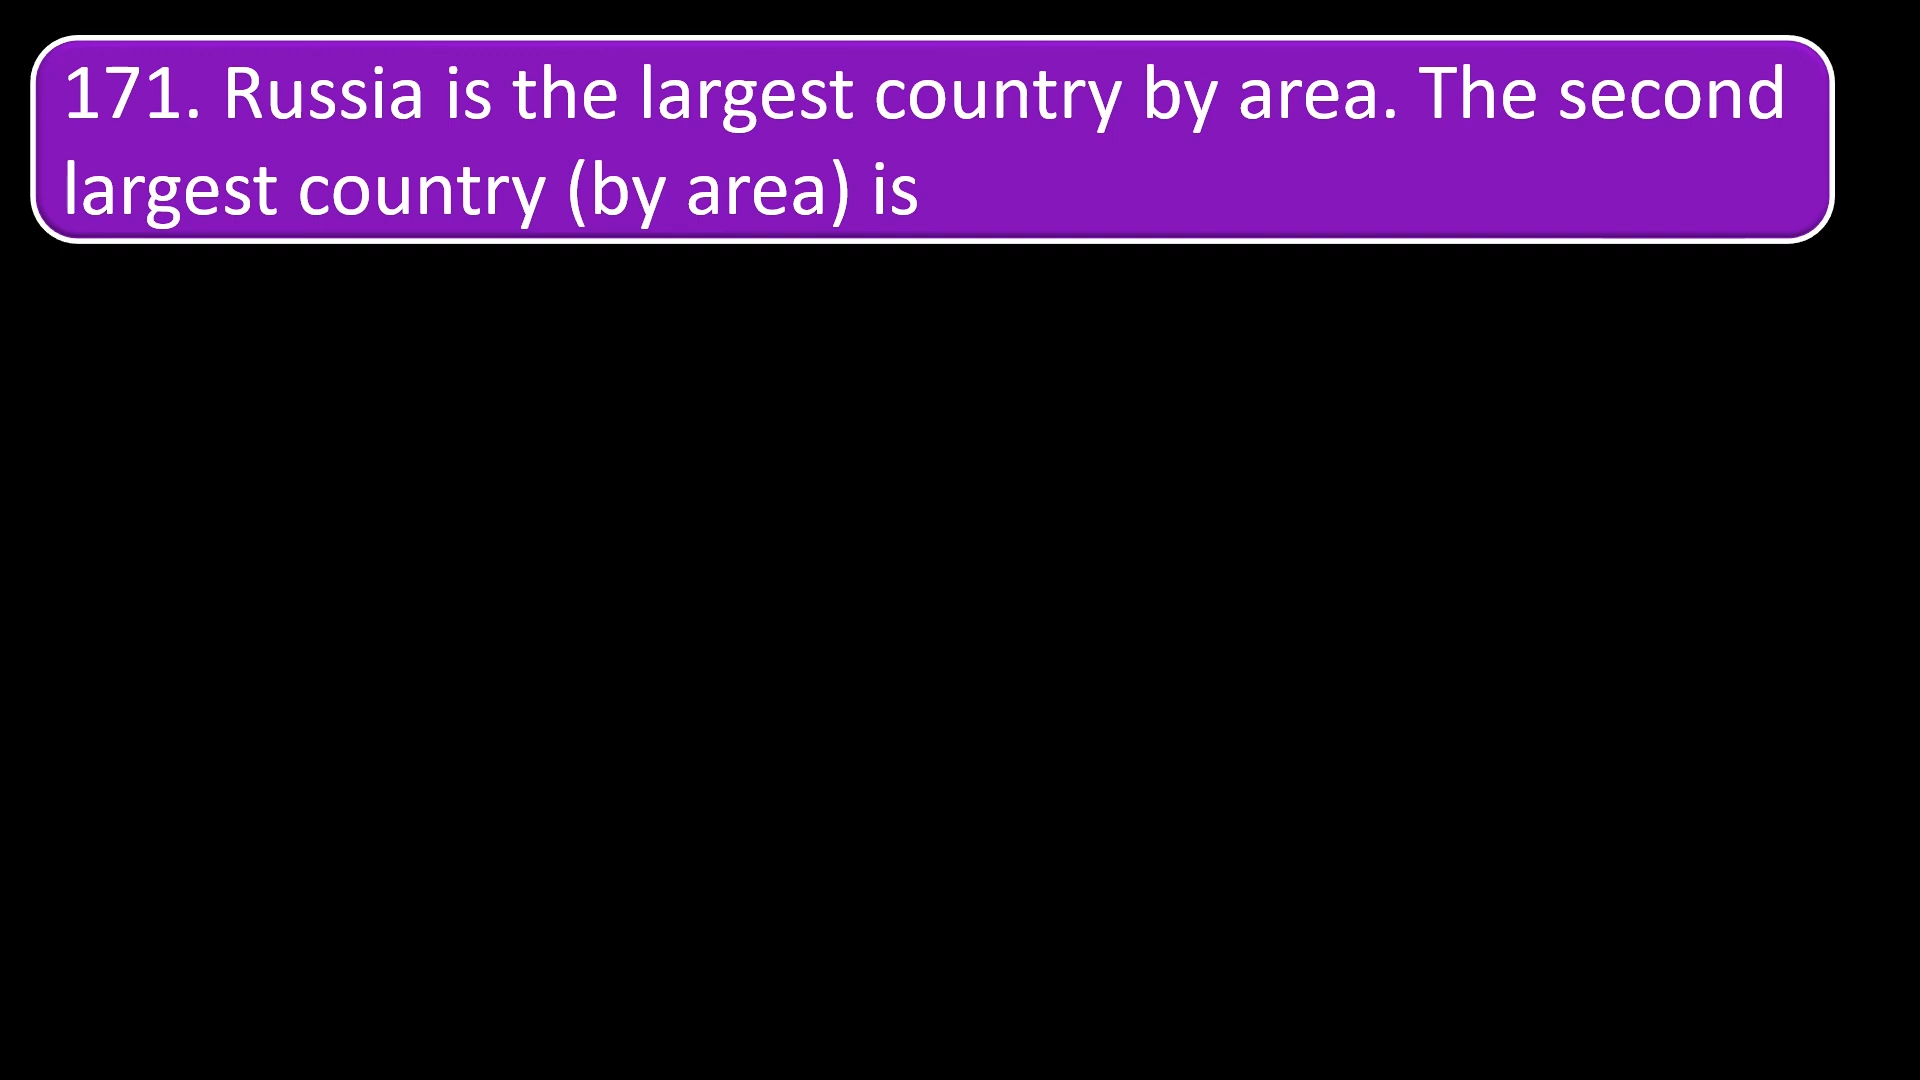 171. Russia is the largest country by area. The second
largest country (by area) is